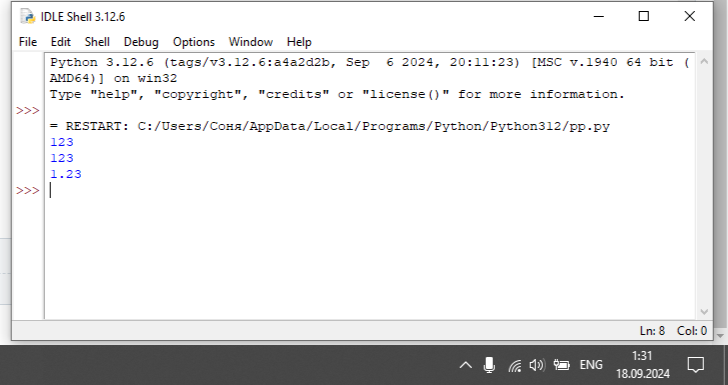 IDLE Shell 3.12.6
File Edit Shell Debug Options Window Help
Python 3.12.6 (tags/v3.12.6:a4a2d2b, Sep  6 2024, 20:11:23) [MSC v.1940 64 bit (
AMD64)] on win32
Type "help", "copyright", "credits" or "license()" for more information.
>>>
= RESTART: C:/Users/Соня/AppData/Local/Programs/Python/Python312/pp.py
123
123
1.23
>>>
Ln: 8 Col: 0
ENG
1:31
18.09.2024